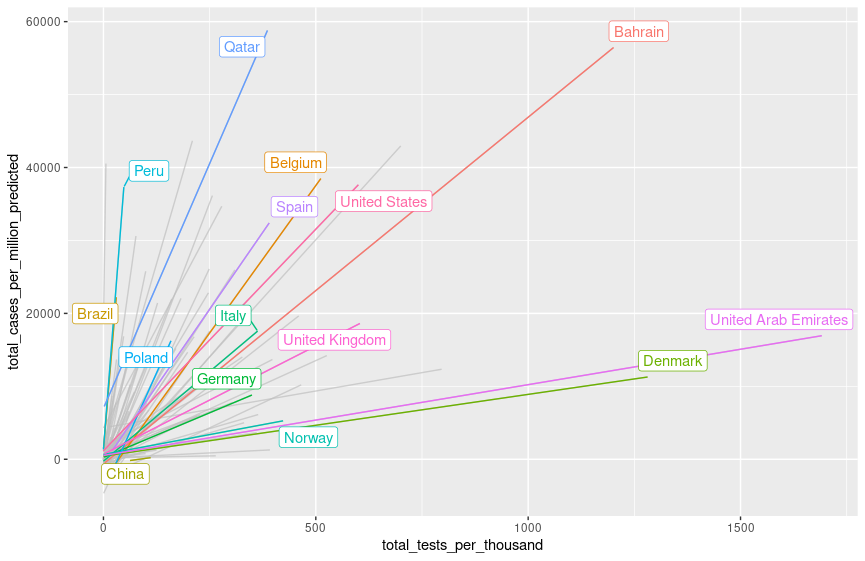 60000
Bahrain
Qatar
40000
Peru
Belgium
Spain
United States
20000
Brazil
Italy
United Arab Emirates
United Kingdom
Poland
Denmark
Germany
Norway
0
China
0
500
1000
1500
total_tests_per_thousand
total_cases_per_million_predicted